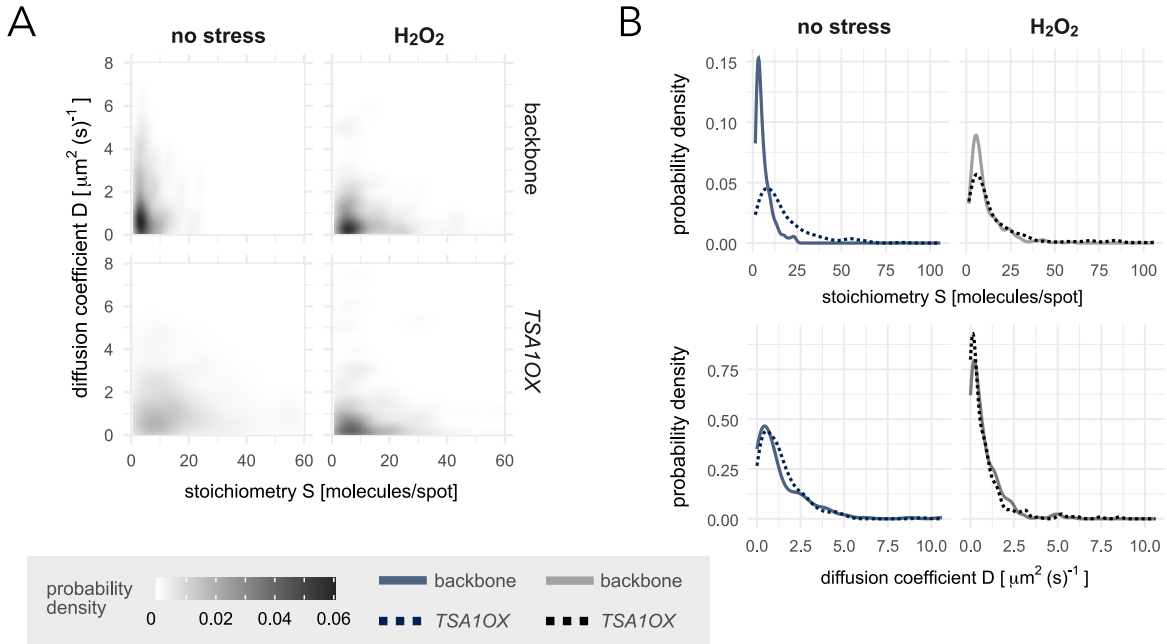 A
no stress
H₂O₂
8
6
4
2
0
backbone
8
6
4
2
0
TSA1OX
diffusion coefficient D [ μm² (s)⁻¹ ]
0 20 40 60
0 20 40 60
stoichiometry S [molecules/spot]
B
no stress
H₂O₂
probability density
0.15
0.10
0.05
0.00
0 25 50 75 100
0 25 50 75 100
stoichiometry S [molecules/spot]
probability density
0.75
0.50
0.25
0.00
0.0 2.5 5.0 7.5 10.0
0.0 2.5 5.0 7.5 10.0
diffusion coefficient D [ μm² (s)⁻¹ ]
probability
density
0 0.02 0.04 0.06
backbone
TSA1OX
backbone
TSA1OX